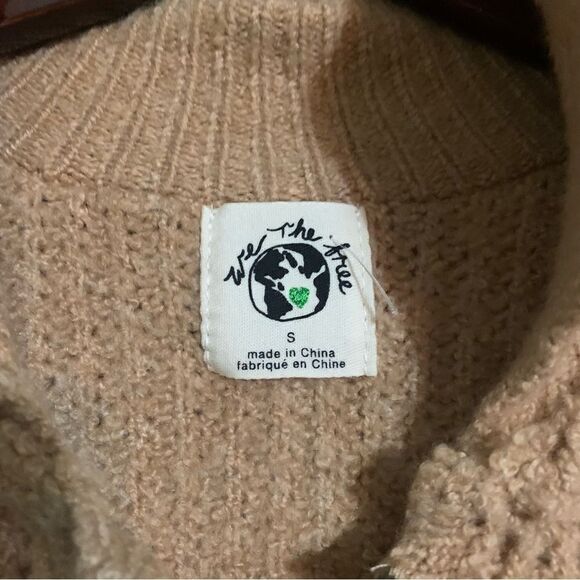 We The free
S
made in China
fabriqué en Chine